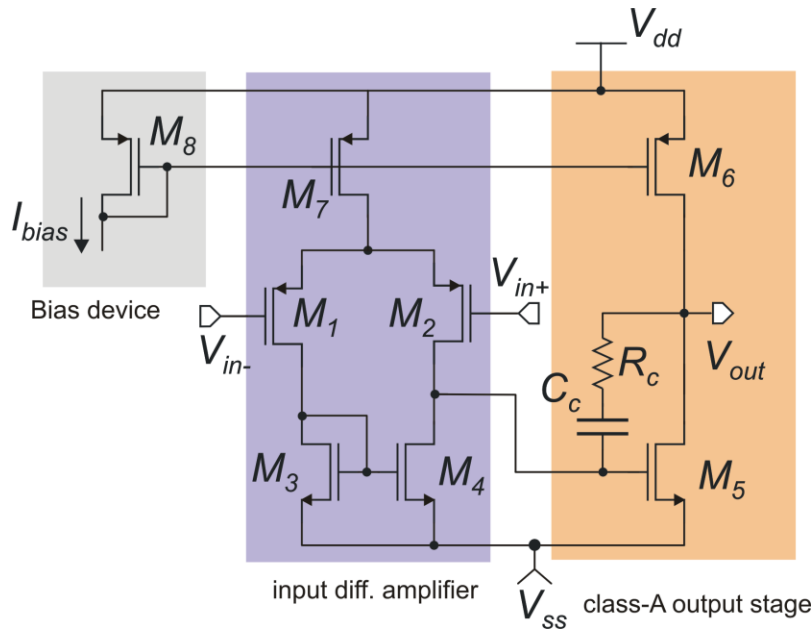 V_dd
M_8
M_7
M_6
I_bias
Bias device
V_in-
M_1
M_2
V_in+
R_c
C_c
V_out
M_3
M_4
M_5
input diff. amplifier
V_ss
class-A output stage